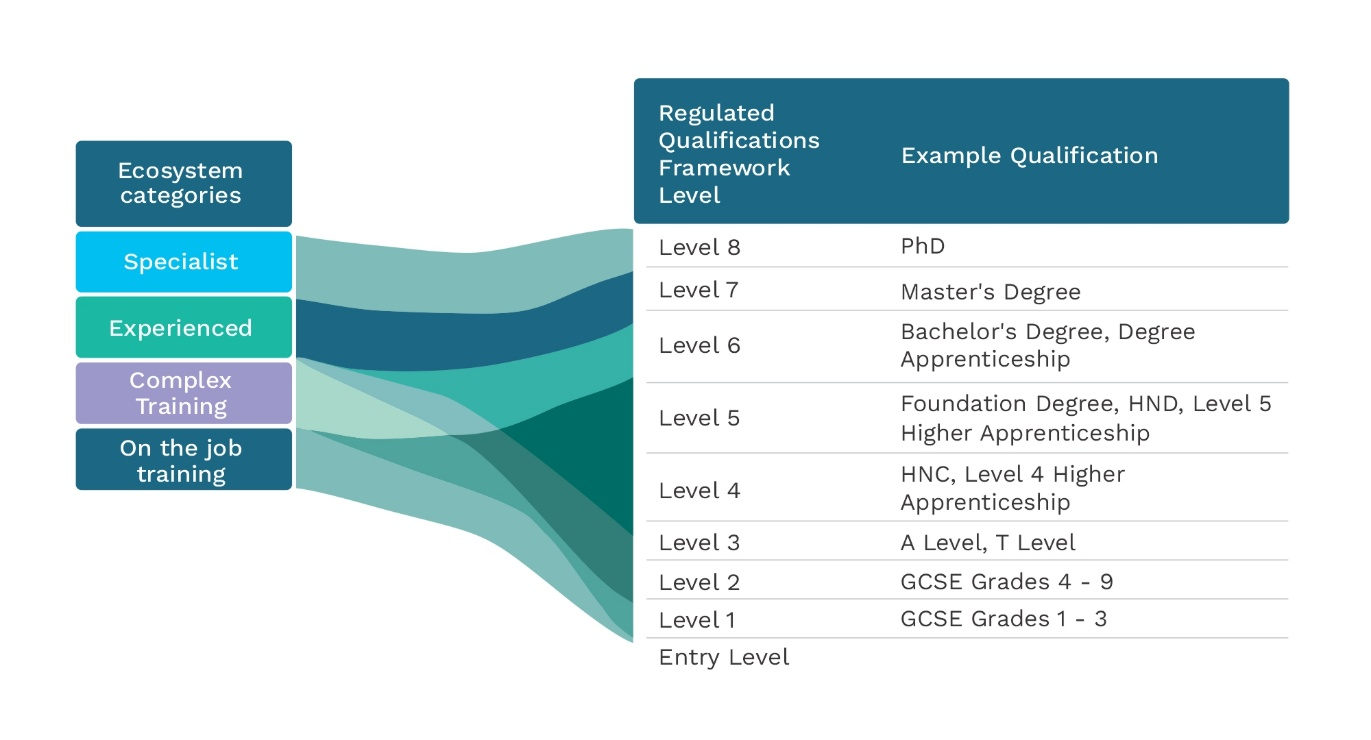 Ecosystem
categories
Specialist
Experienced
Complex
Training
On the job
training
Regulated
Qualifications
Framework
Level
Example Qualification
Level 8 PhD
Level 7 Master's Degree
Level 6
Bachelor's Degree, Degree
Apprenticeship
Level 5
Foundation Degree, HND, Level 5
Higher Apprenticeship
Level 4
HNC, Level 4 Higher
Apprenticeship
Level 3 A Level, T Level
Level 2 GCSE Grades 4 - 9
Level 1 GCSE Grades 1 - 3
Entry Level